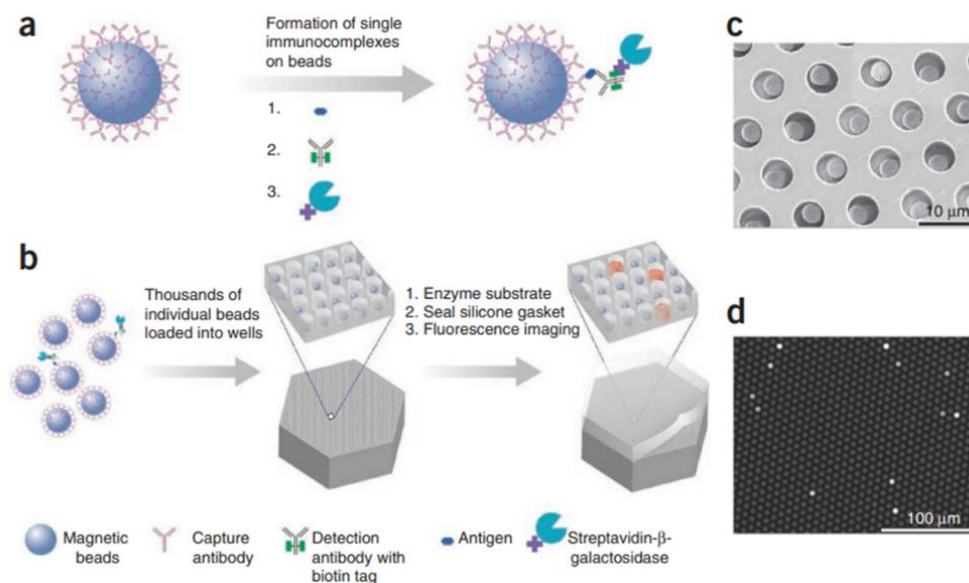 a
Formation of single
immunocomplexes
on beads
1.
2.
3.
b
Thousands of
individual beads
loaded into wells
1. Enzyme substrate
2. Seal silicone gasket
3. Fluorescence imaging
c
10 μm
d
100 μm
Magnetic
beads
Capture
antibody
Detection
antibody with
biotin tag
Antigen
Streptavidin-β-
galactosidase